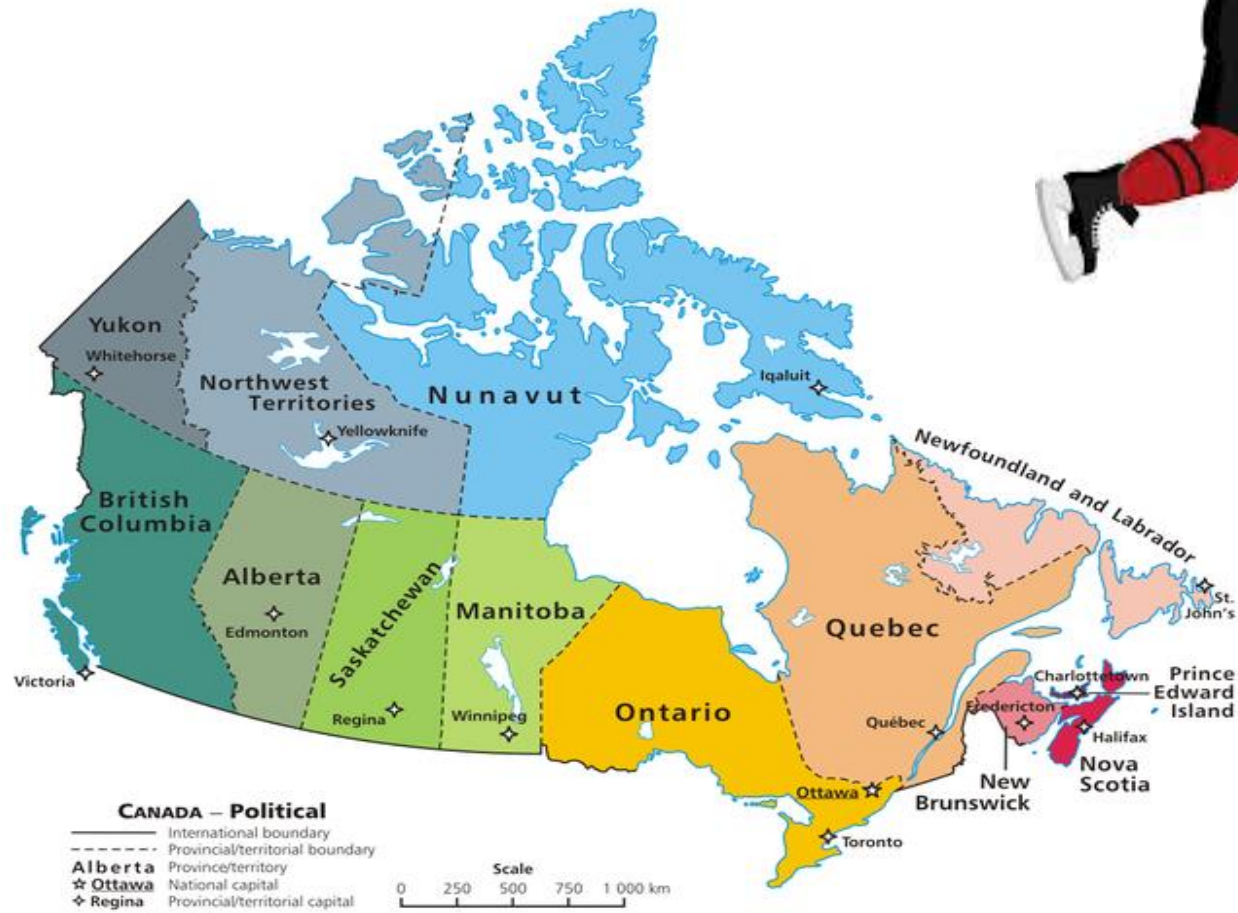 Yukon
Whitehorse
Northwest
Territories
Yellowknife
Nunavut
Iqaluit
British
Columbia
Victoria
Alberta
Edmonton
Saskatchewan
Regina
Manitoba
Winnipeg
Ontario
Ottawa
Toronto
Quebec
Québec
Newfoundland and Labrador
St.
John's
Charlottetown
Prince
Edward
Island
Fredericton
Halifax
Nova
Scotia
New
Brunswick
CANADA – Political
International boundary
Provincial/territorial boundary
Alberta Province/territory
Ottawa National capital
Regina Provincial/territorial capital
Scale
0 250 500 750 1 000 km